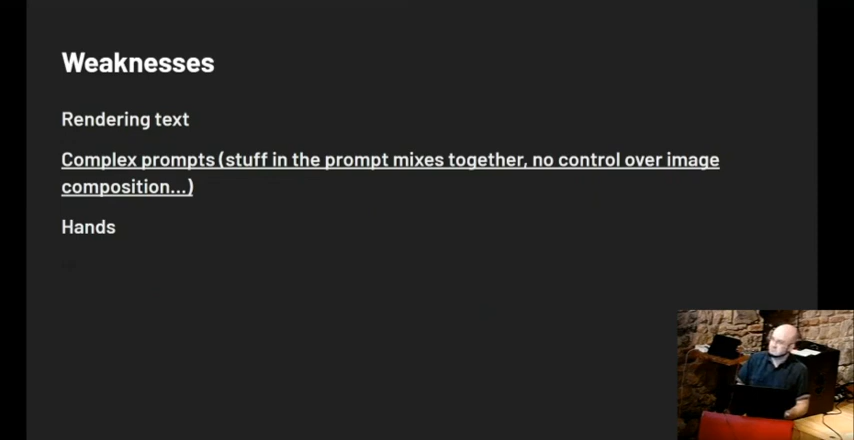 Weaknesses
Rendering text
Complex prompts (stuff in the prompt mixes together, no control over image
composition...)
Hands